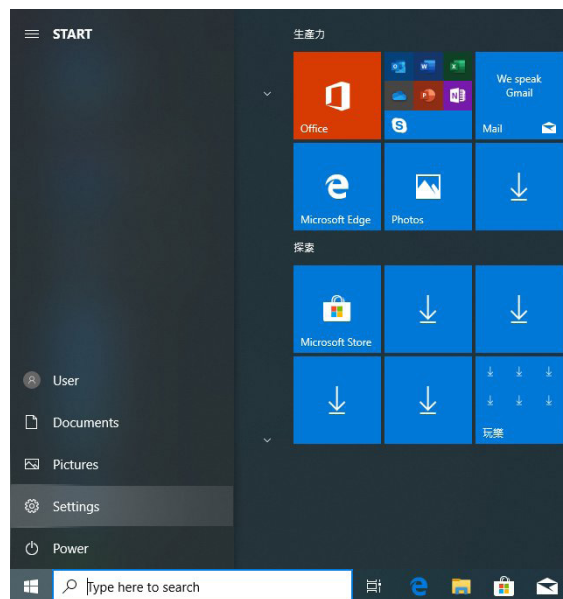 START
生產力
Office
We speak
Gmail
Mail
Microsoft Edge
Photos
探索
Microsoft Store
玩樂
User
Documents
Pictures
Settings
Power
Type here to search